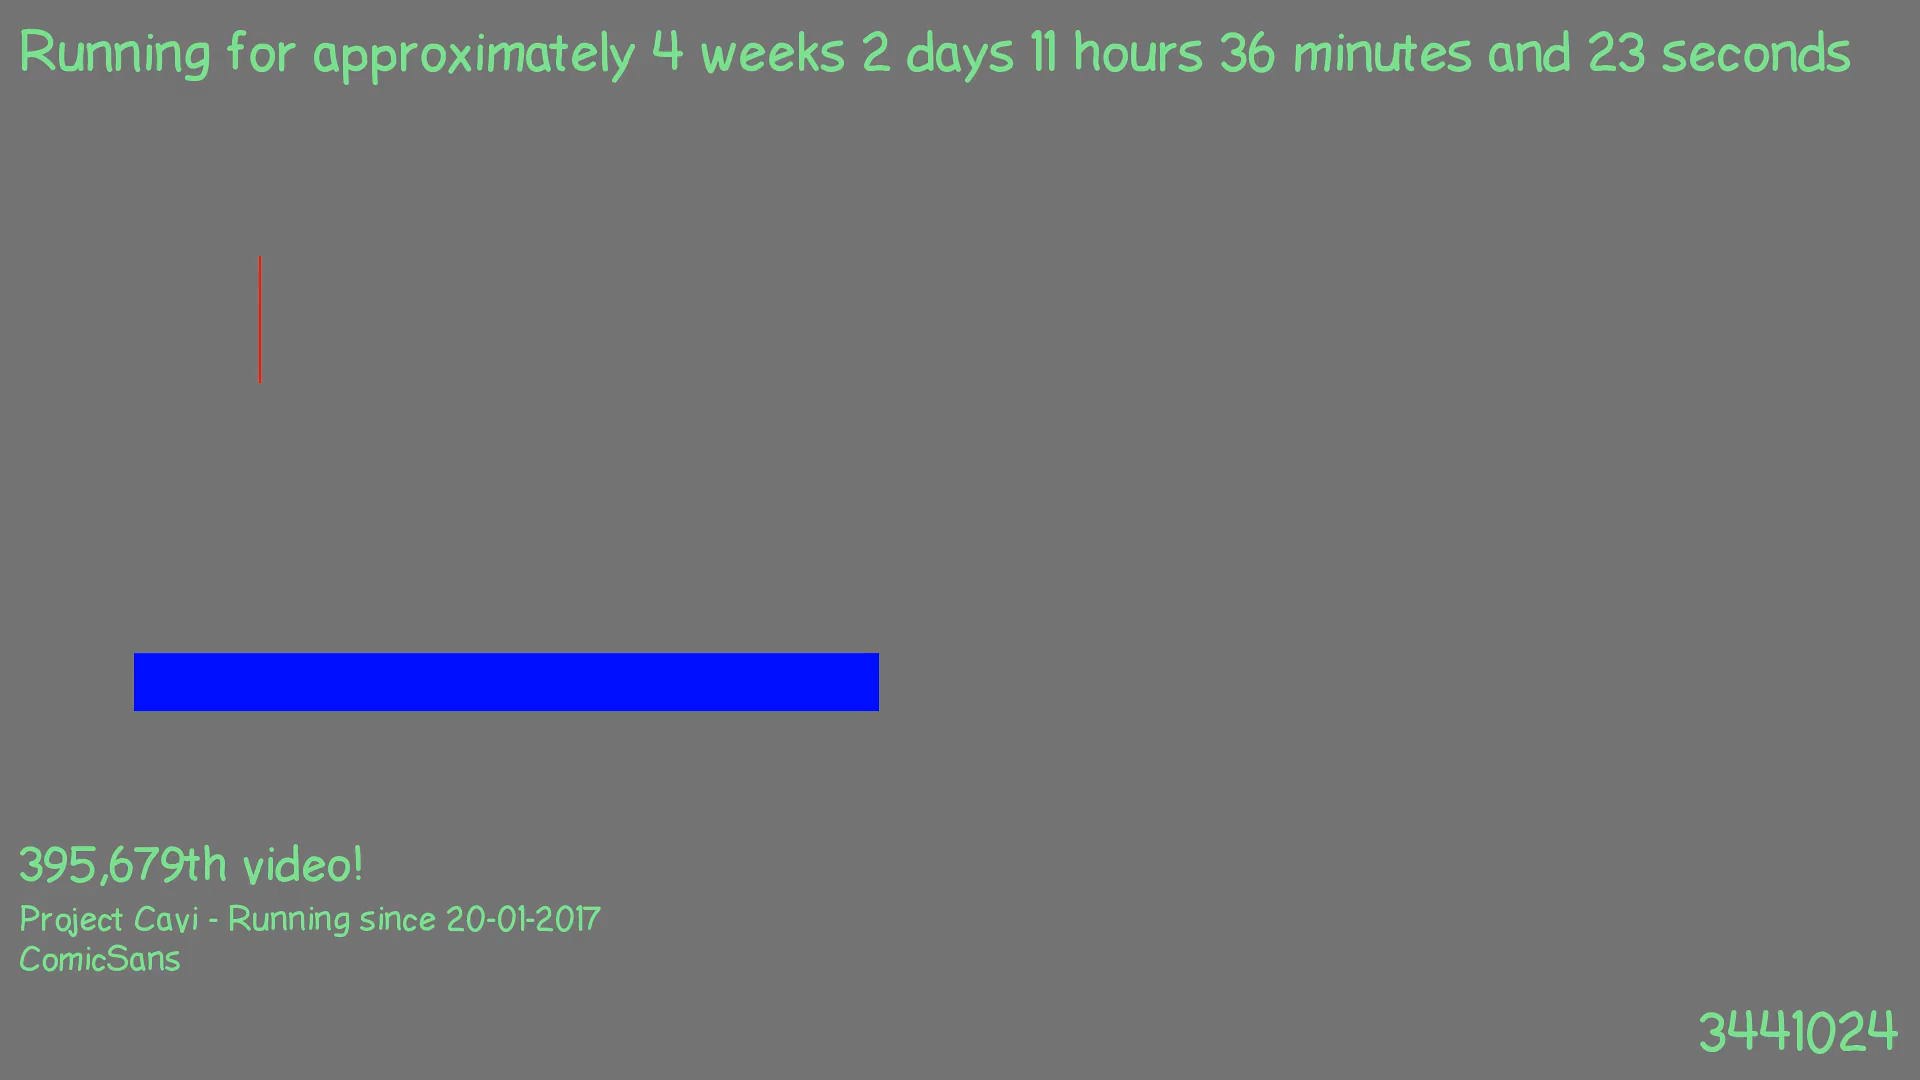 Running for approximately 4 weeks 2 days 11 hours 36 minutes and 23 seconds
395,679th video!
Project Cavi - Running since 20-01-2017
ComicSans
3441024